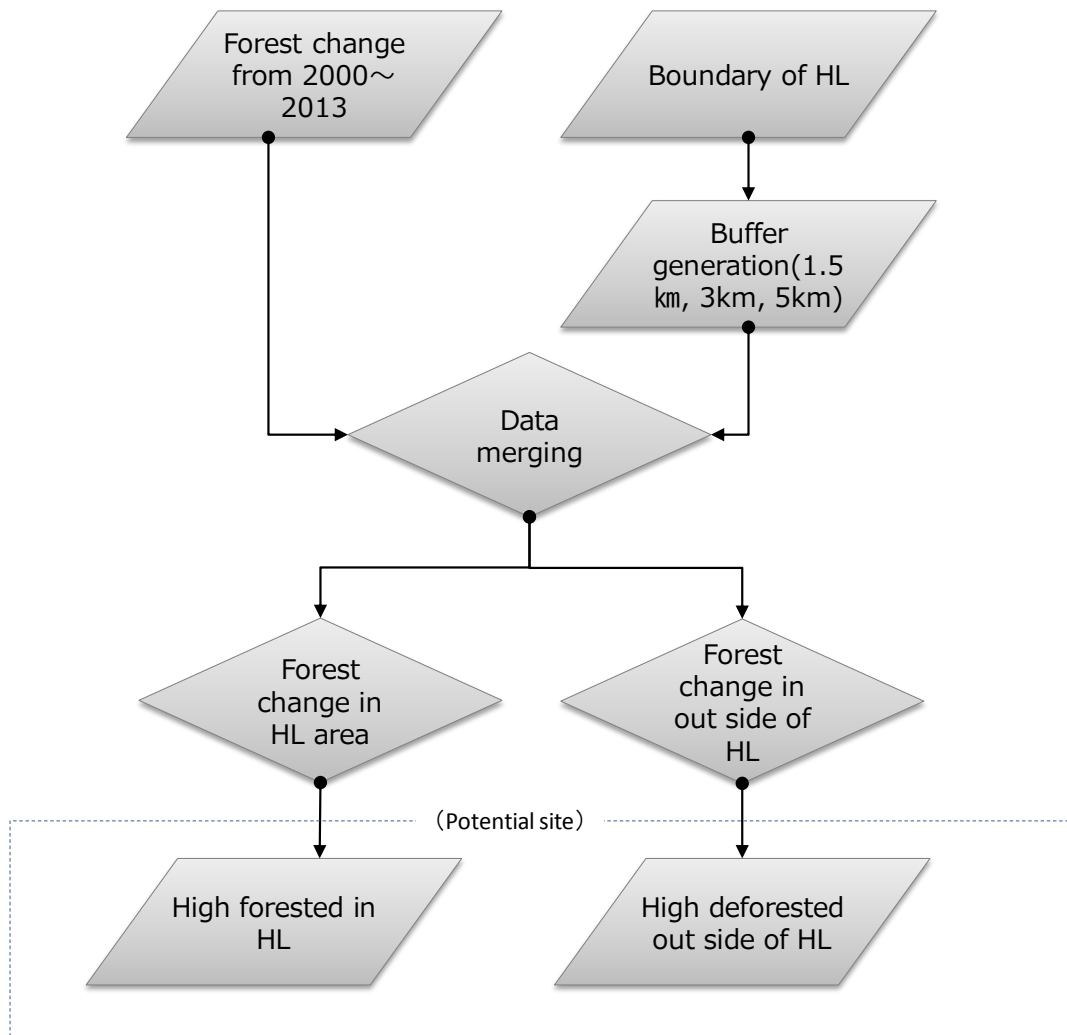 Forest change
from 2000～
2013
Boundary of HL
Buffer
generation(1.5
㎞, 3km, 5km)
Data
merging
Forest
change in
HL area
Forest
change in
out side of
HL
（Potential site）
High forested in
HL
High deforested
out side of HL